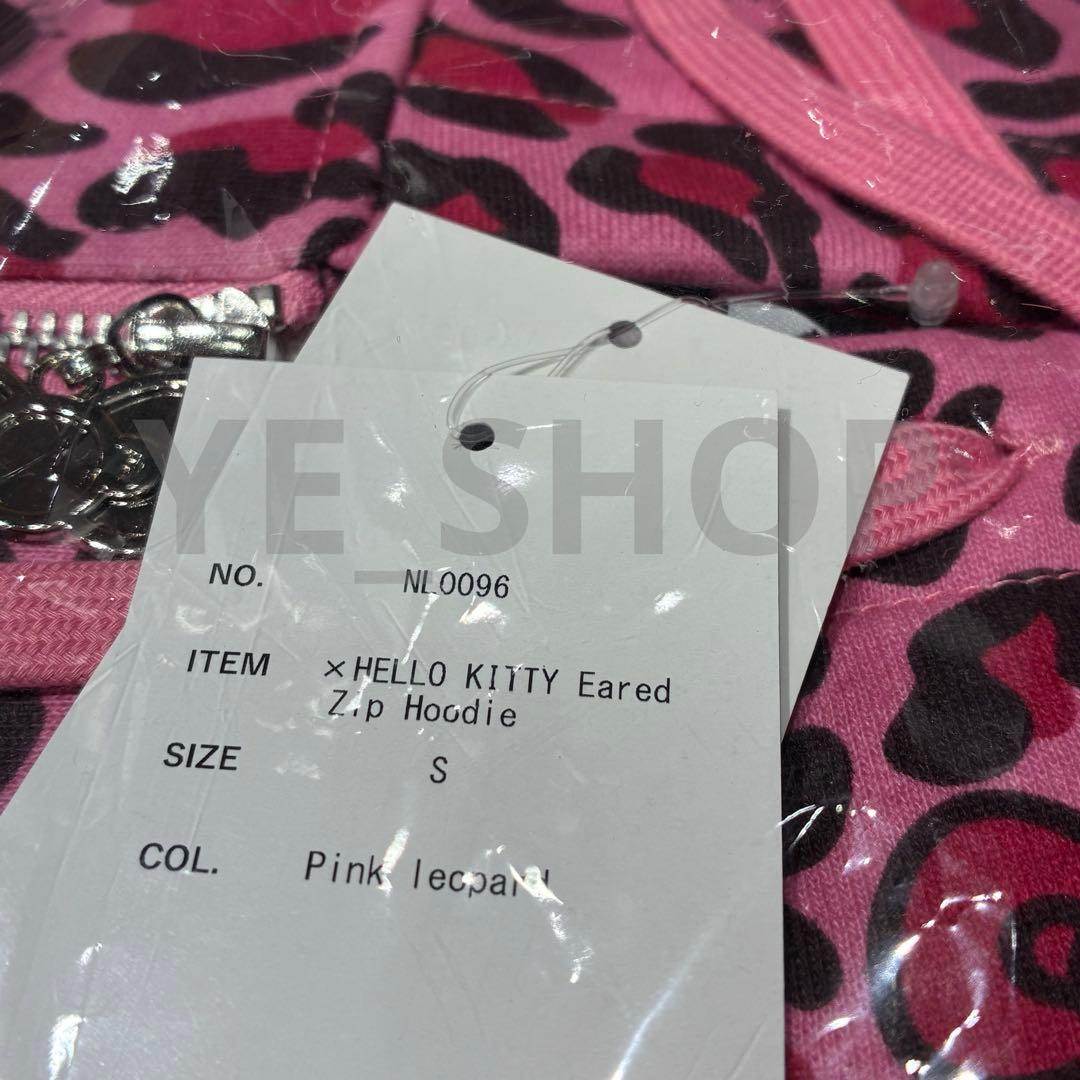 YE_SHOP
NO. NL0096
ITEM ×HELLO KITTY Eared
Zip Hoodie
SIZE S
COL. Pink leopard